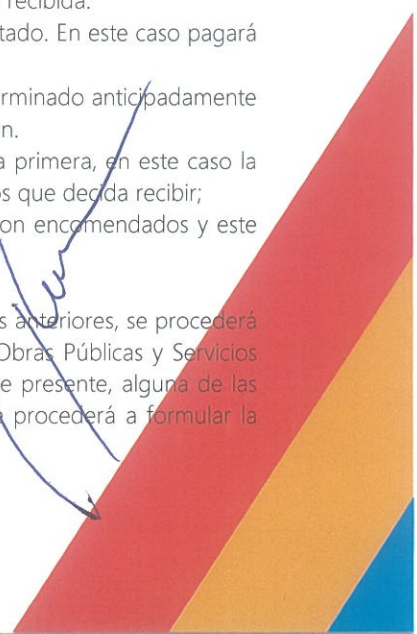 recibida.
tado. En este caso pagará
rminado anticipadamente
n.
a primera, en este caso la
os que decida recibir;
on encomendados y este
s anteriores, se procederá
Obras Públicas y Servicios
e presente, alguna de las
procederá a formular la